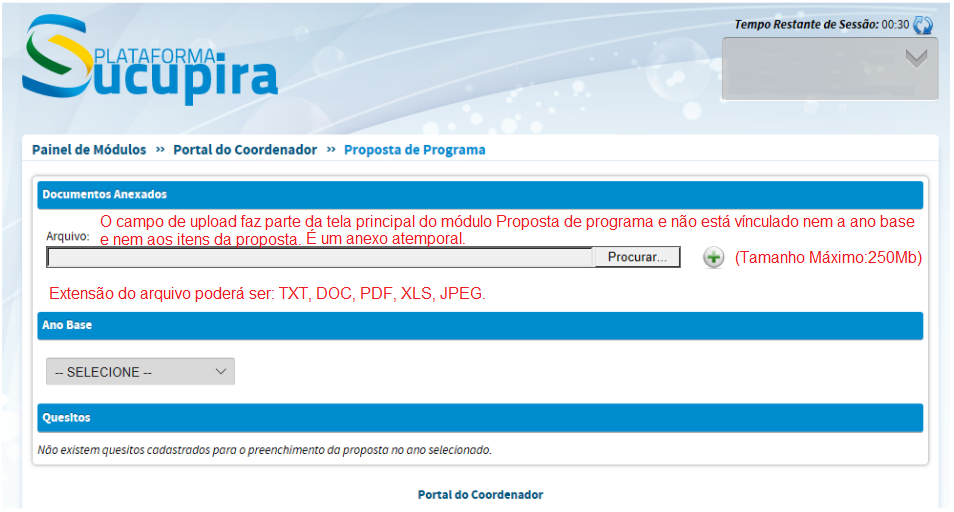 Tempo Restante de Sessão: 00:30
PLATAFORMA
Sucupira
Painel de Módulos » Portal do Coordenador » Proposta de Programa
Documentos Anexados
O campo de upload faz parte da tela principal do módulo Proposta de programa e não está vínculado nem a ano base
Arquivo: e nem aos itens da proposta. É um anexo atemporal.
Procurar... (Tamanho Máximo:250Mb)
Extensão do arquivo poderá ser: TXT, DOC, PDF, XLS, JPEG.
Ano Base
-- SELECIONE --
Quesitos
Não existem quesitos cadastrados para o preenchimento da proposta no ano selecionado.
Portal do Coordenador